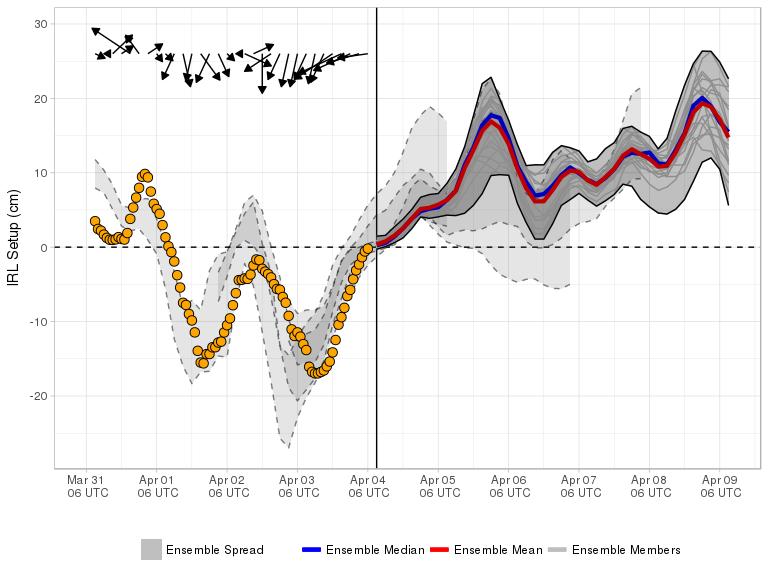 30
20
10
0
-10
-20
IRL Setup (cm)
Mar 31 Apr 01 Apr 02 Apr 03 Apr 04 Apr 05 Apr 06 Apr 07 Apr 08 Apr 09
06 UTC 06 UTC 06 UTC 06 UTC 06 UTC 06 UTC 06 UTC 06 UTC 06 UTC 06 UTC
Ensemble Spread Ensemble Median Ensemble Mean Ensemble Members